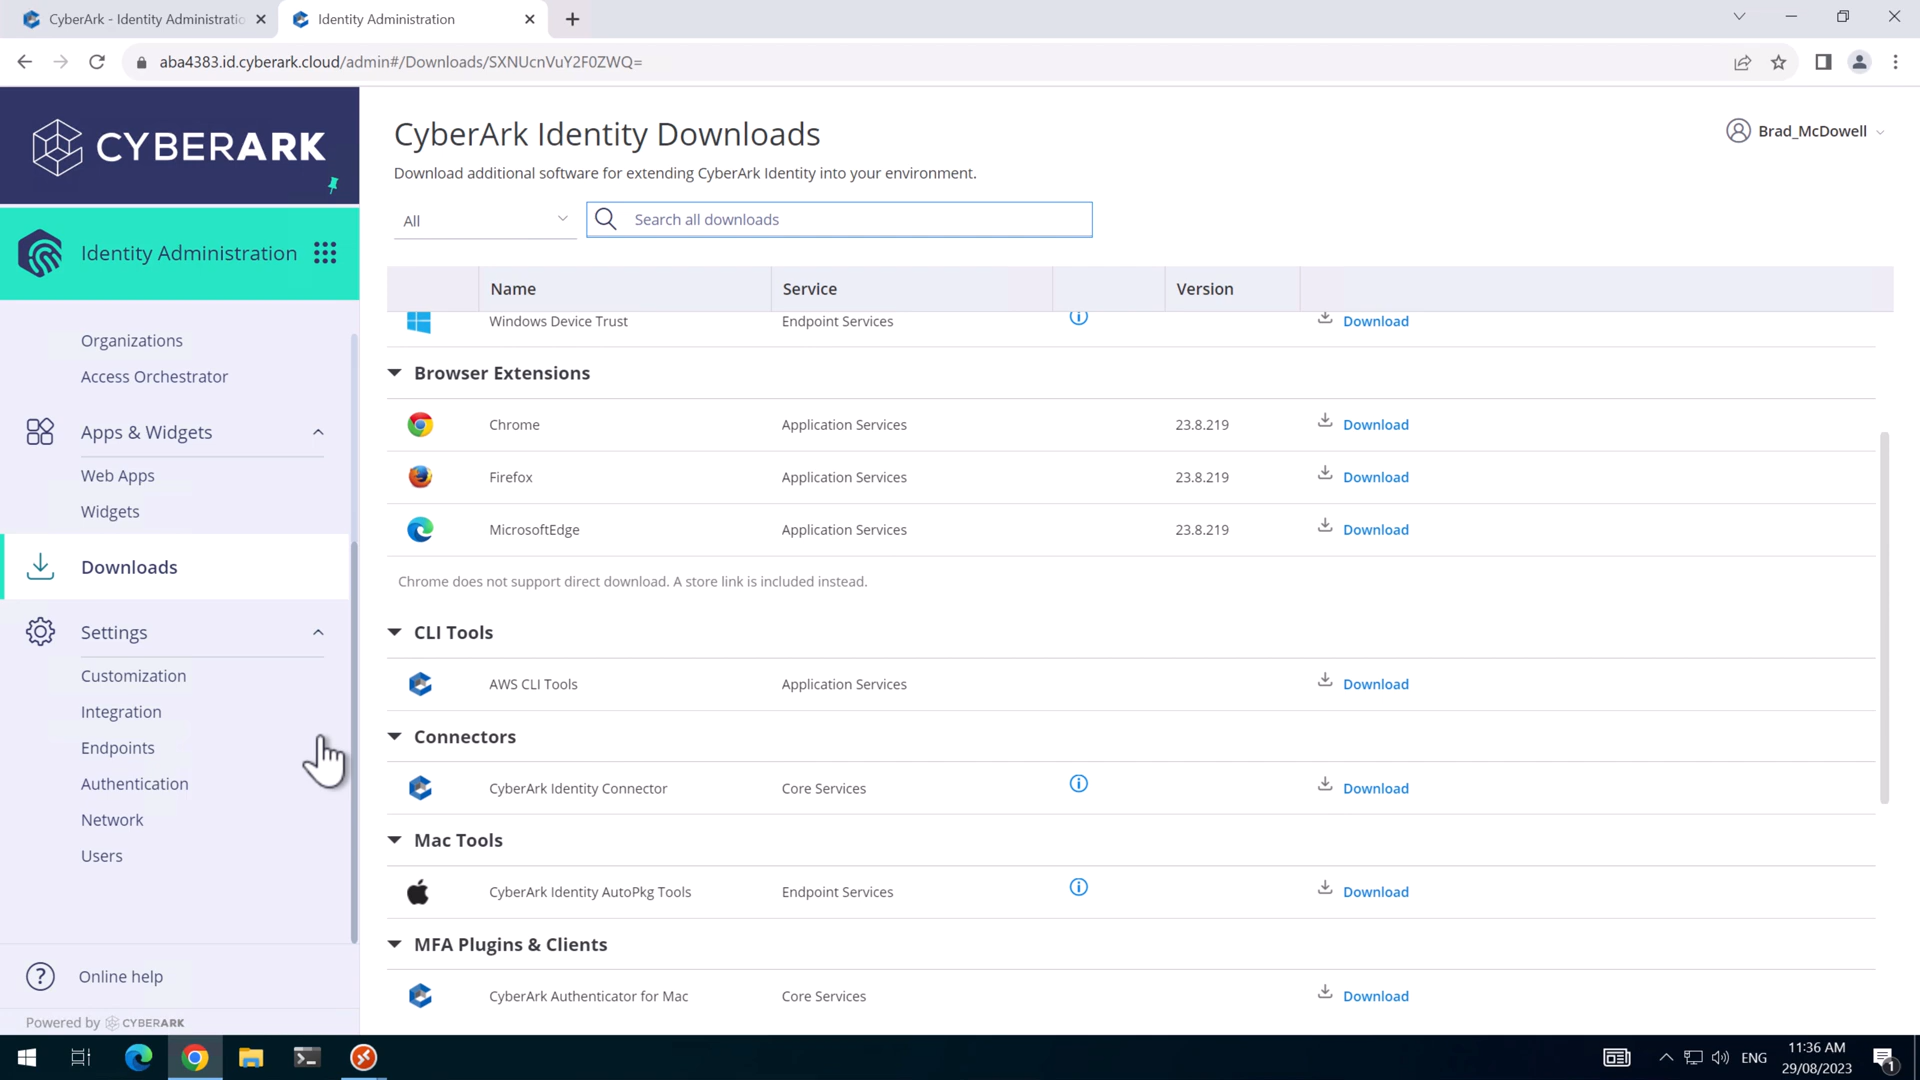 CyberArk - Identity Administratio
Identity Administration
aba4383.id.cyberark.cloud/admin#/Downloads/SXNUcnVuY2F0ZWQ=
CYBERARK
Identity Administration
Organizations
Access Orchestrator
Apps & Widgets
Web Apps
Widgets
Downloads
Settings
Customization
Integration
Endpoints
Authentication
Network
Users
Online help
Powered by CYBERARK
CyberArk Identity Downloads
Brad_McDowell
Download additional software for extending CyberArk Identity into your environment.
All
Search all downloads
Name Service Version
Windows Device Trust Endpoint Services Download
Browser Extensions
Chrome Application Services 23.8.219 Download
Firefox Application Services 23.8.219 Download
MicrosoftEdge Application Services 23.8.219 Download
Chrome does not support direct download. A store link is included instead.
CLI Tools
AWS CLI Tools Application Services Download
Connectors
CyberArk Identity Connector Core Services Download
Mac Tools
CyberArk Identity AutoPkg Tools Endpoint Services Download
MFA Plugins & Clients
CyberArk Authenticator for Mac Core Services Download
ENG
11:36 AM
29/08/2023
1